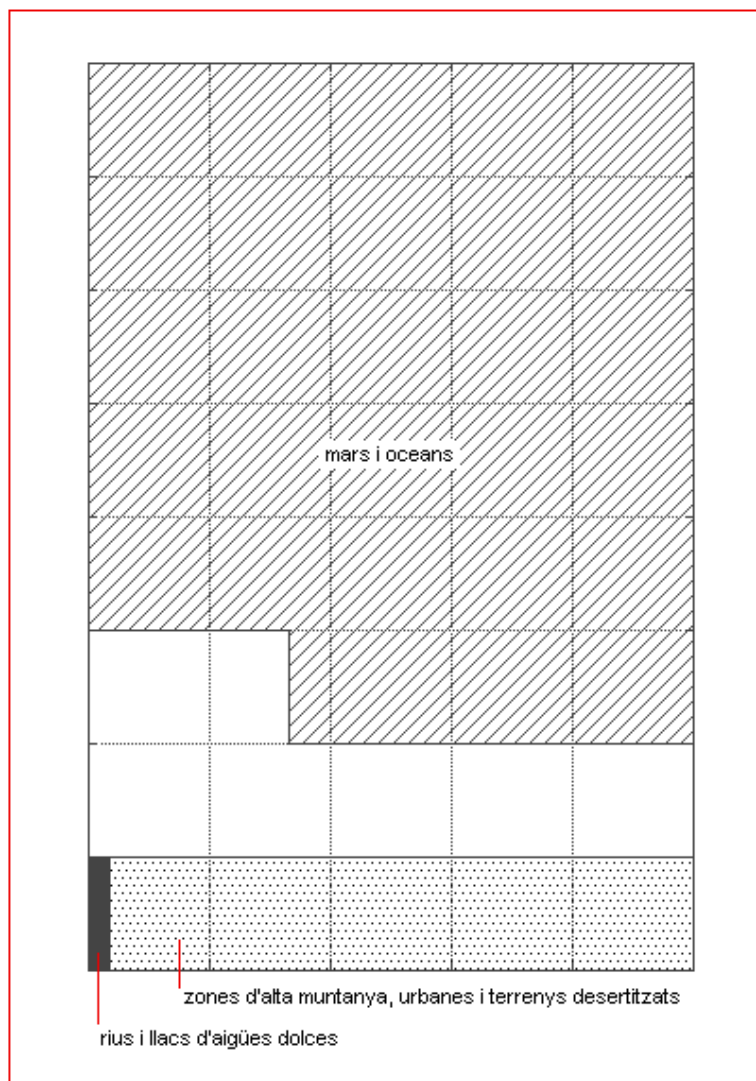 mars i oceans
zones d'alta muntanya, urbanes i terrenys desertitzats
rius i llacs d'aigües dolces